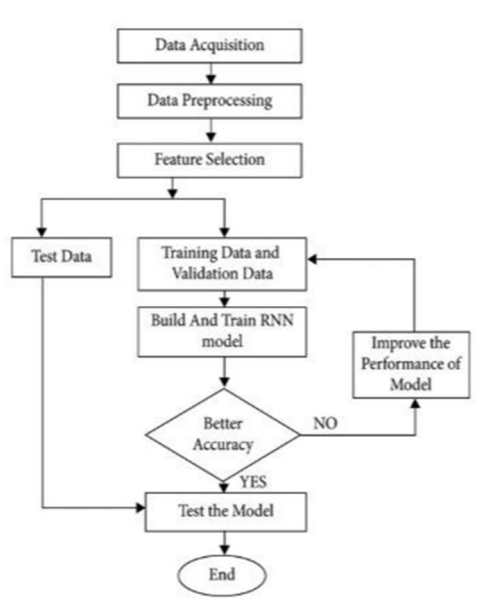 Data Acquisition
Data Preprocessing
Feature Selection
Test Data
Training Data and
Validation Data
Build And Train RNN
model
Improve the
Performance of
Model
Better
Accuracy
NO
YES
Test the Model
End